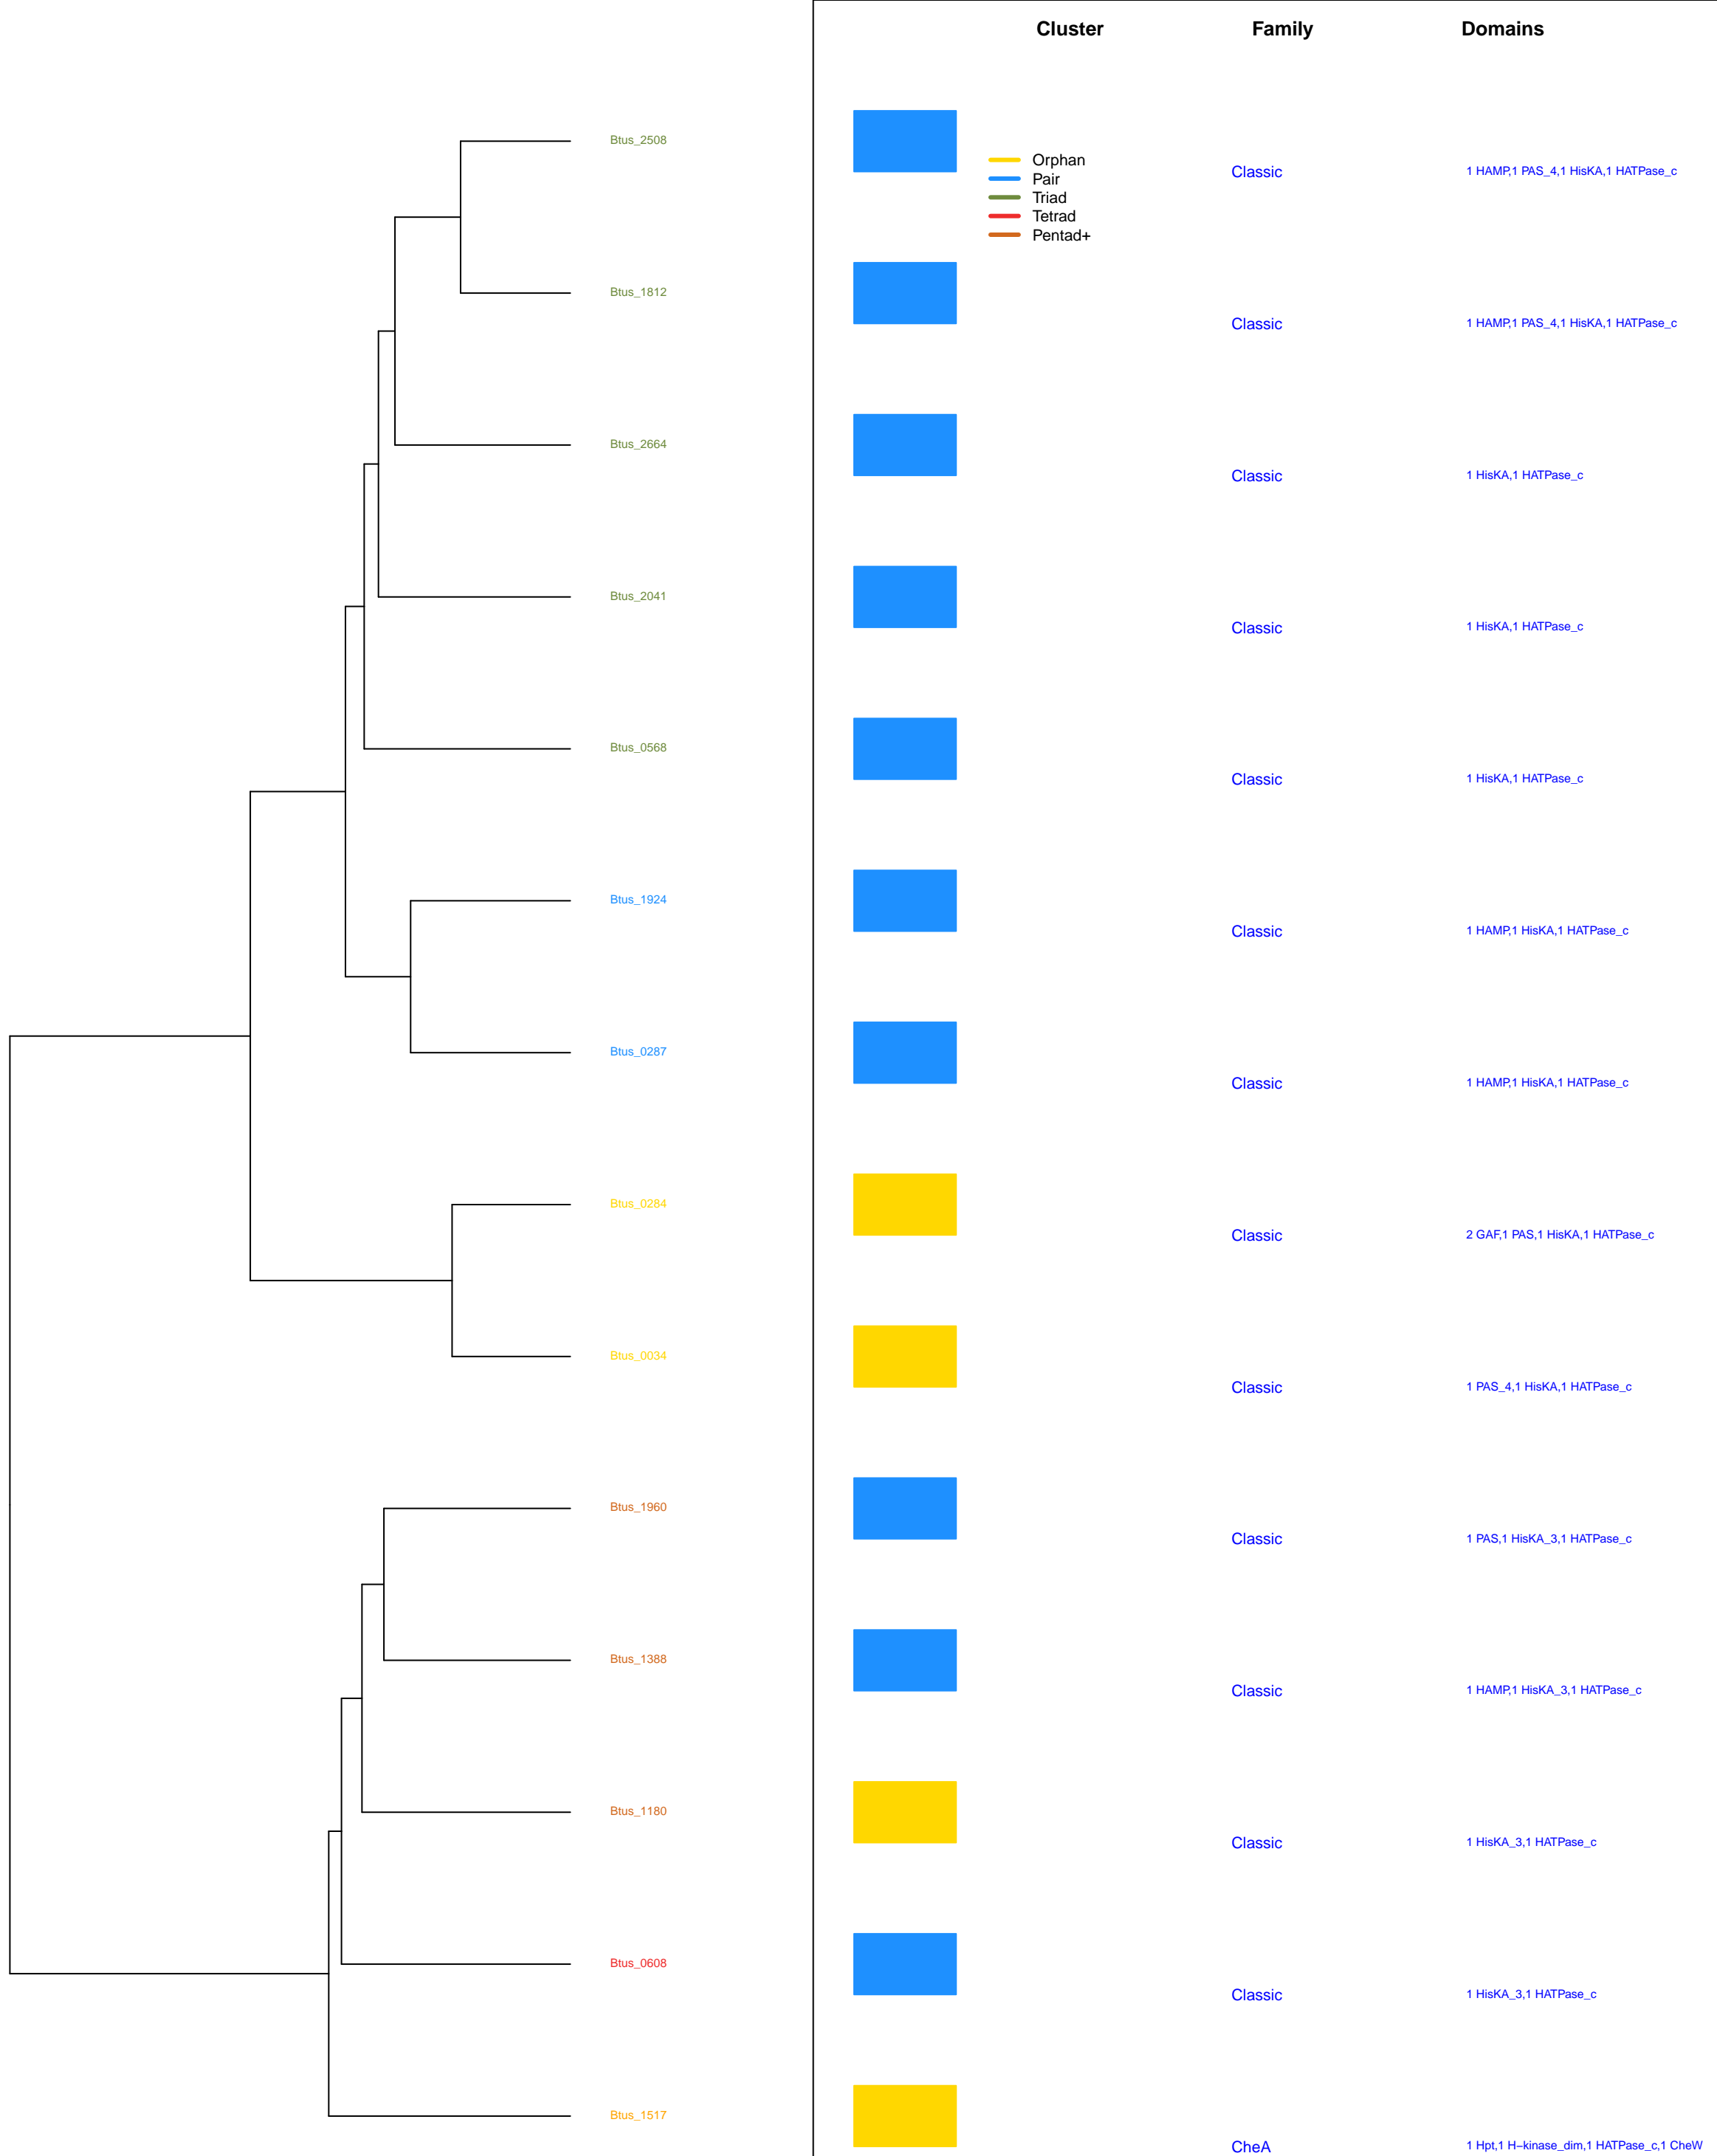 Cluster Family Domains
Btus_2508
Orphan
Pair
Triad
Tetrad
Pentad+
Classic 1 HAMP,1 PAS_4,1 HisKA,1 HATPase_c
Btus_1812
Classic 1 HAMP,1 PAS_4,1 HisKA,1 HATPase_c
Btus_2664
Classic 1 HisKA,1 HATPase_c
Btus_2041
Classic 1 HisKA,1 HATPase_c
Btus_0568
Classic 1 HisKA,1 HATPase_c
Btus_1924
Classic 1 HAMP,1 HisKA,1 HATPase_c
Btus_0287
Classic 1 HAMP,1 HisKA,1 HATPase_c
Btus_0284
Classic 2 GAF,1 PAS,1 HisKA,1 HATPase_c
Btus_0034
Classic 1 PAS_4,1 HisKA,1 HATPase_c
Btus_1960
Classic 1 PAS,1 HisKA_3,1 HATPase_c
Btus_1388
Classic 1 HAMP,1 HisKA_3,1 HATPase_c
Btus_1180
Classic 1 HisKA_3,1 HATPase_c
Btus_0608
Classic 1 HisKA_3,1 HATPase_c
Btus_1517
CheA 1 Hpt,1 H−kinase_dim,1 HATPase_c,1 CheW